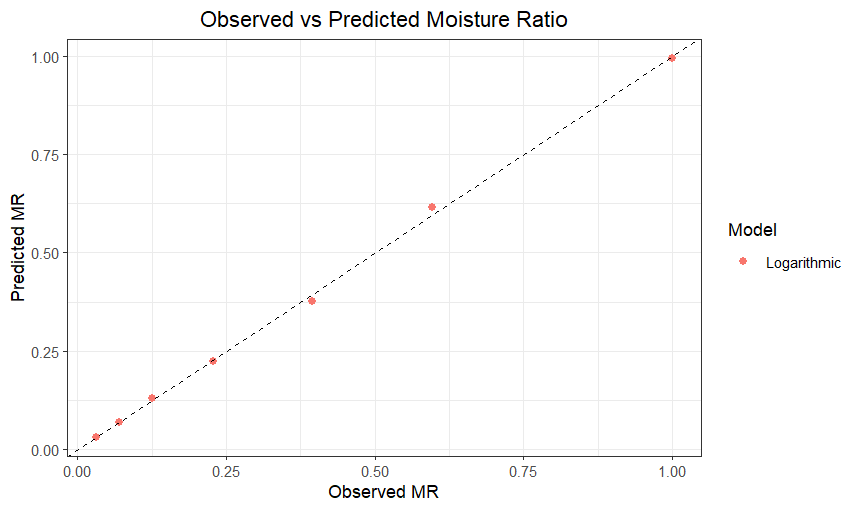 Observed vs Predicted Moisture Ratio
Predicted MR
1.00
0.75
0.50
0.25
0.00
0.00 0.25 0.50 0.75 1.00
Observed MR
Model
Logarithmic